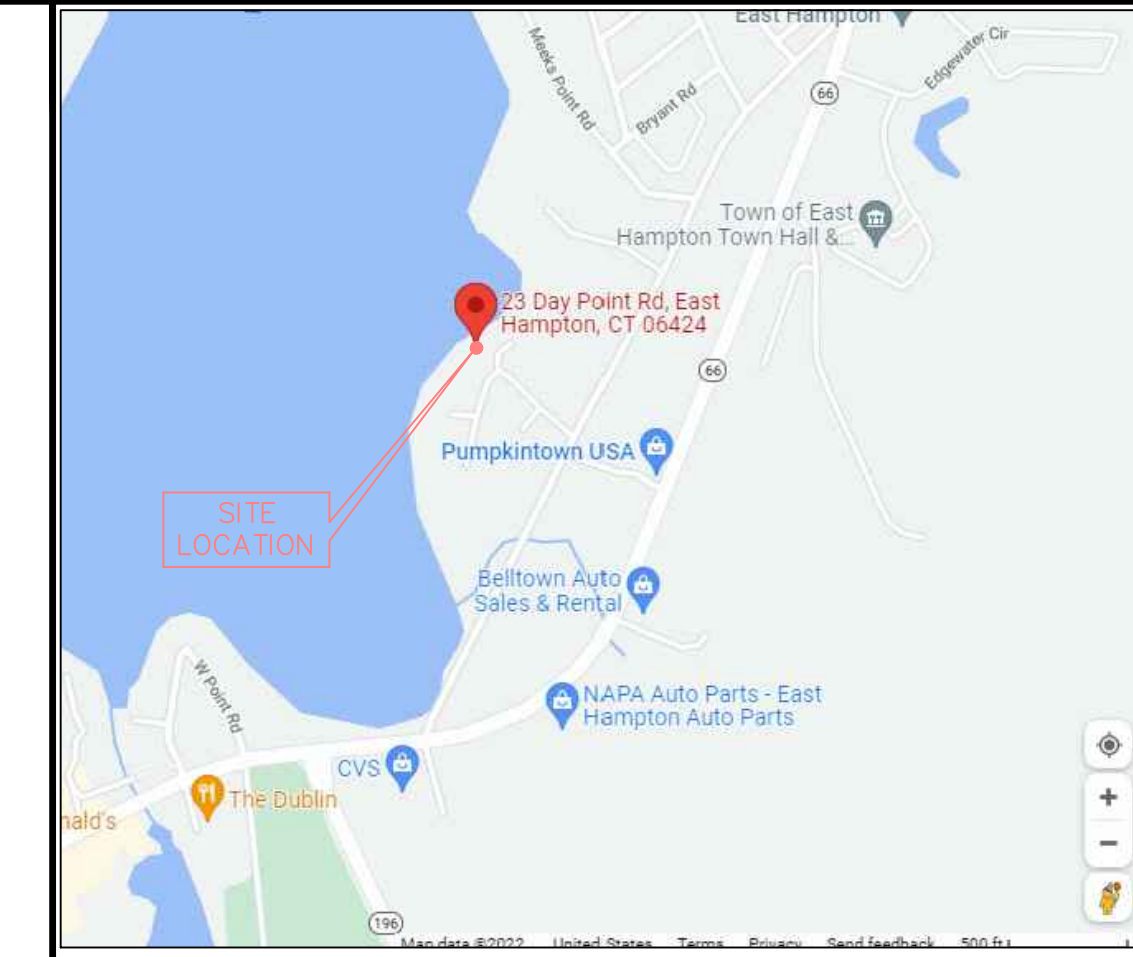 East Hampton
Meeks Point Rd
Bryant Rd
66
Edgewater Cir
Town of East
Hampton Town Hall &...
23 Day Point Rd, East
Hampton, CT 06424
66
Pumpkintown USA
SITE
LOCATION
Belltown Auto
Sales & Rental
W Point Rd
NAPA Auto Parts - East
Hampton Auto Parts
CVS
The Dublin
nald's
196
Map data ©2022 United States Terms Privacy Send feedback 500 ft